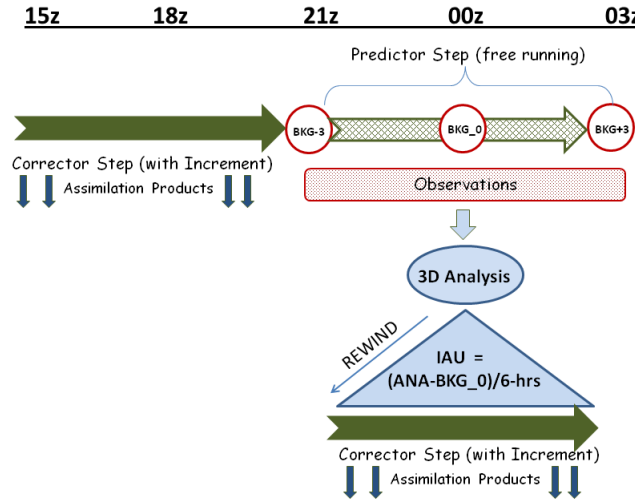 15z 18z 21z 00z 03z
Predictor Step (free running)
BKG-3 BKG_0 BKG+3
Corrector Step (with Increment)
Assimilation Products
Observations
3D Analysis
REWIND
IAU =
(ANA-BKG_0)/6-hrs
Corrector Step (with Increment)
Assimilation Products